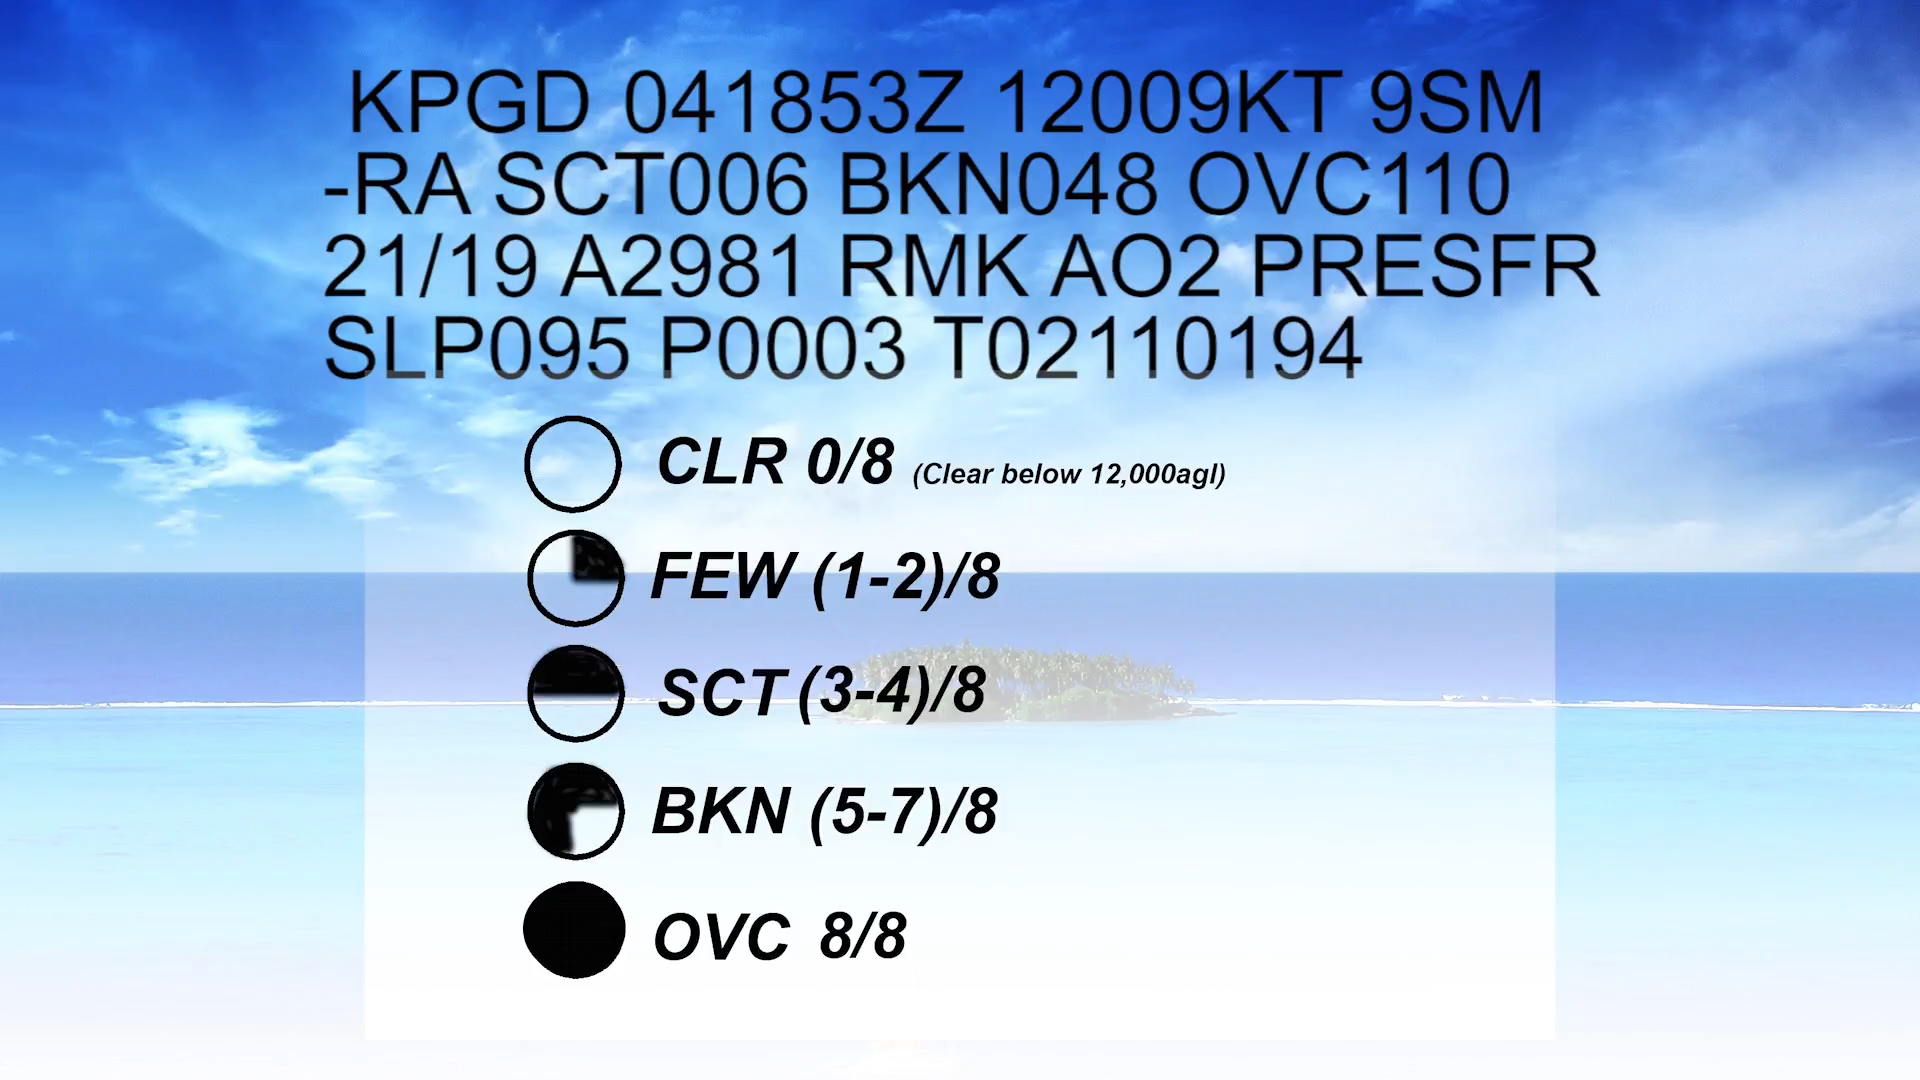 KPGD 041853Z 12009KT 9SM
-RA SCT006 BKN048 OVC110
21/19 A2981 RMK AO2 PRESFR
SLP095 P0003 T02110194
CLR 0/8 (Clear below 12,000agl)
FEW (1-2)/8
SCT (3-4)/8
BKN (5-7)/8
OVC 8/8